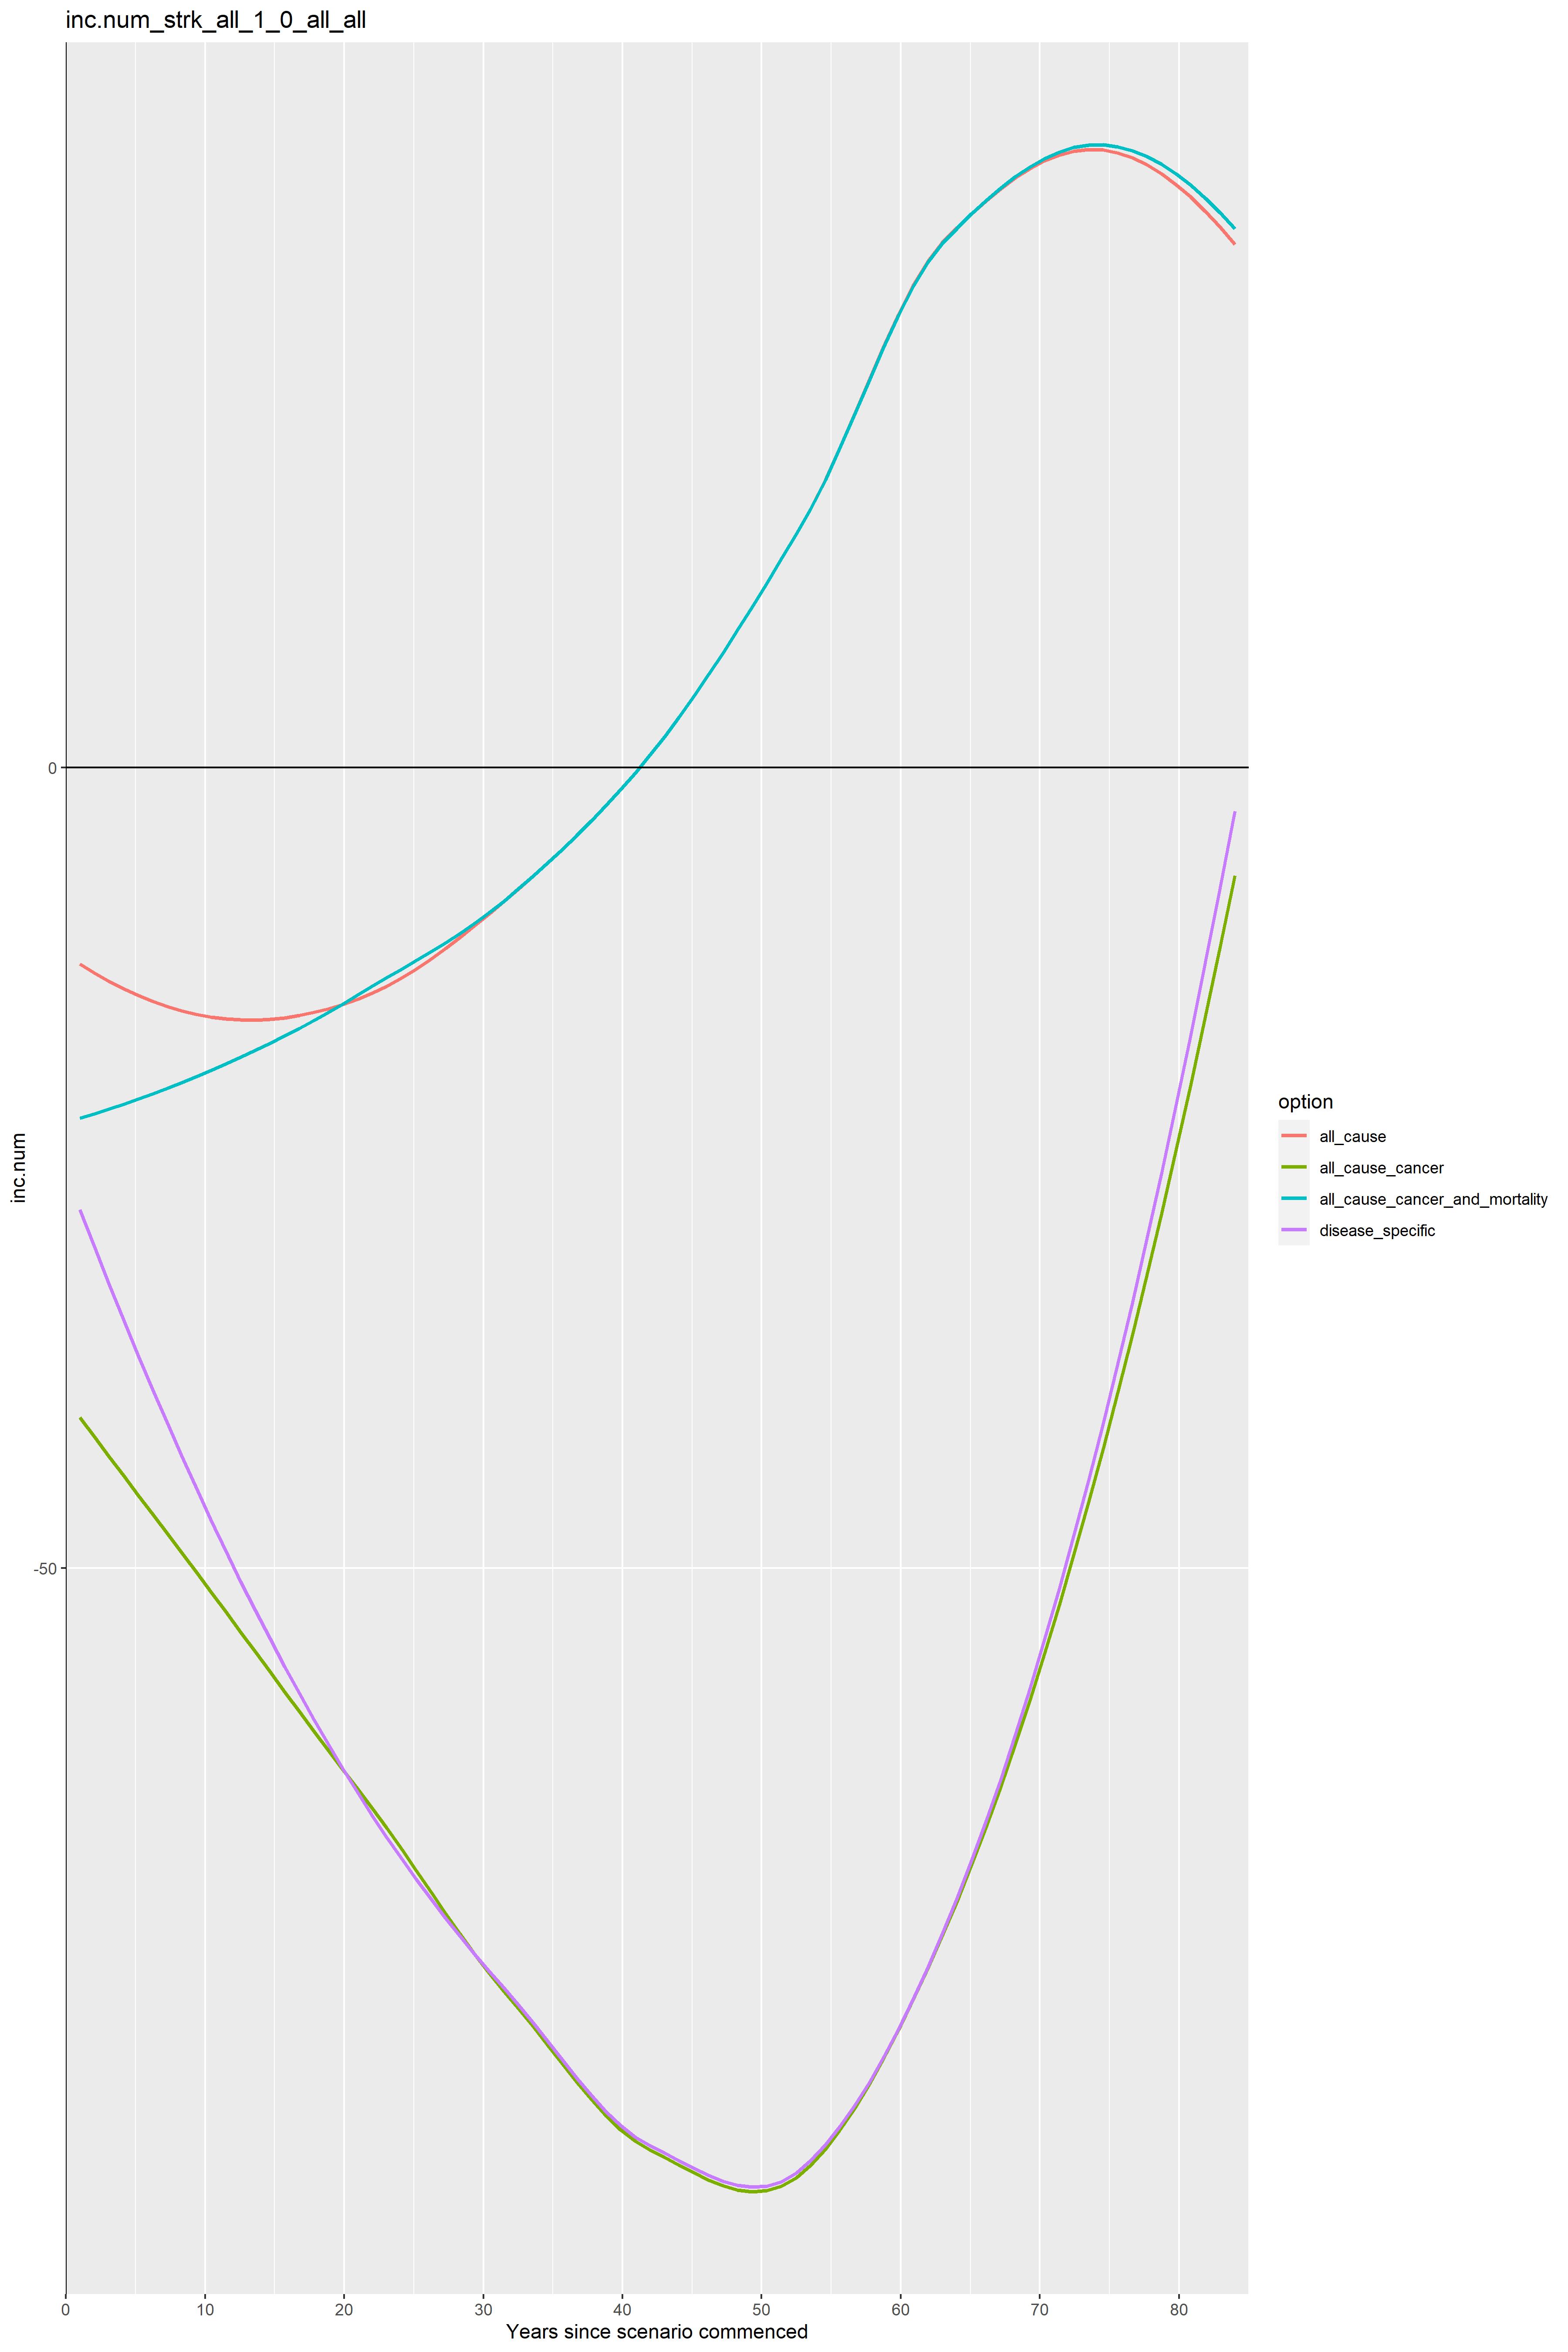 inc.num_strk_all_1_0_all_all
0
-50
inc.num
0 10 20 30 40 50 60 70 80
Years since scenario commenced
option
all_cause
all_cause_cancer
all_cause_cancer_and_mortality
disease_specific